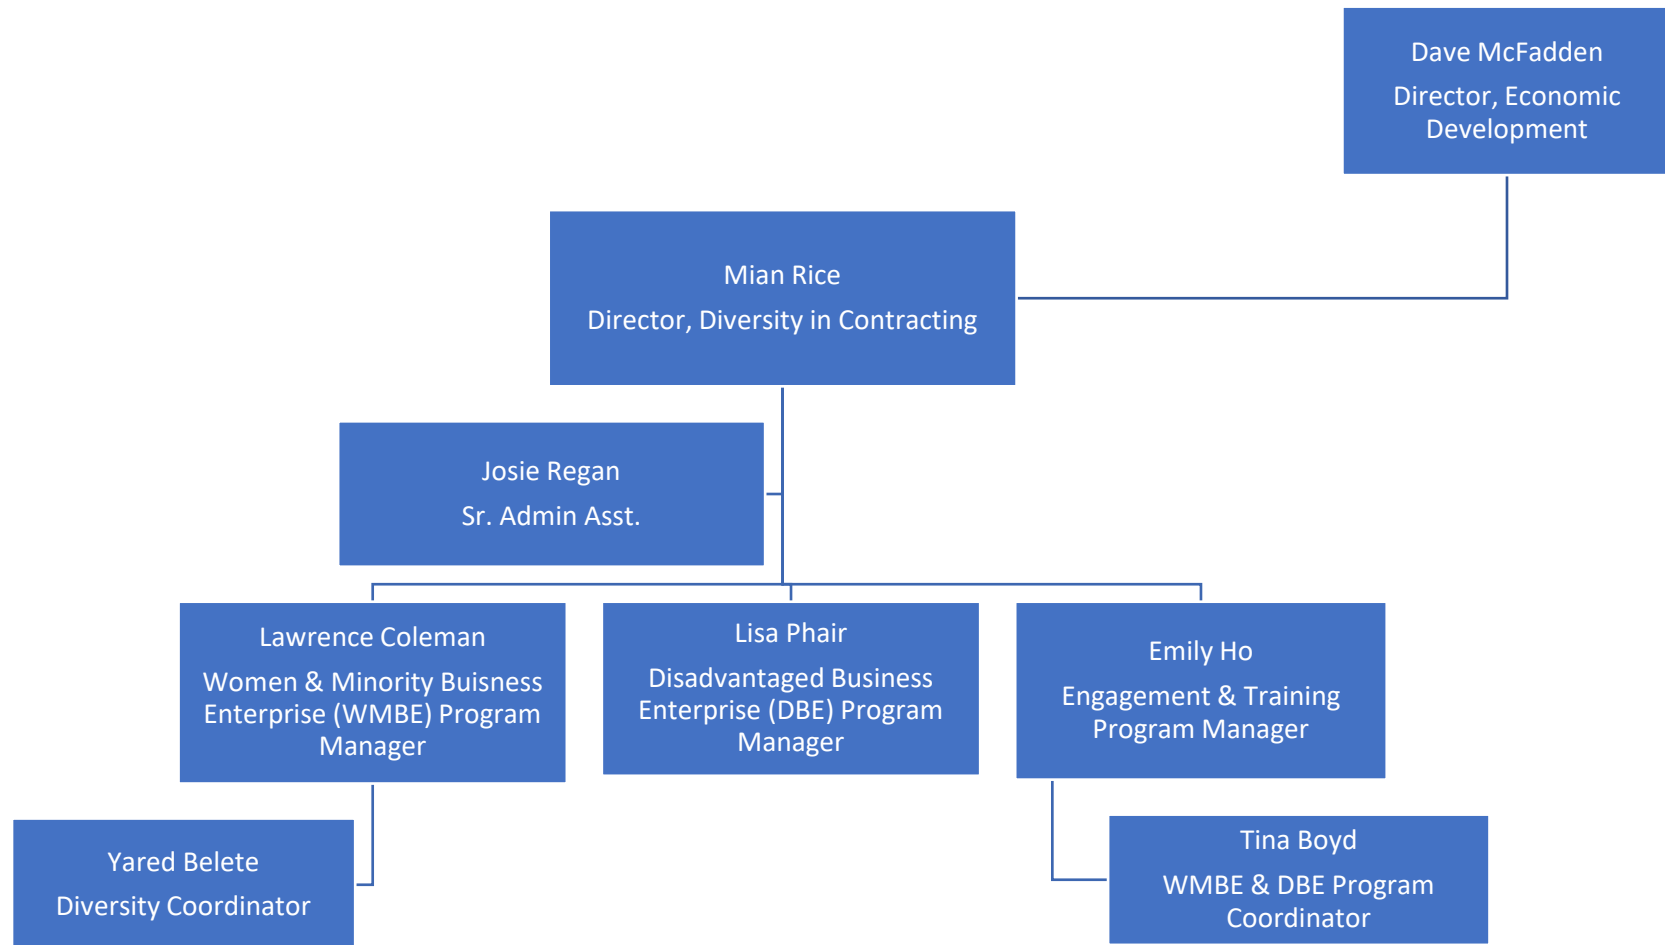 Dave McFadden
Director, Economic
Development
Mian Rice
Director, Diversity in Contracting
Josie Regan
Sr. Admin Asst.
Lawrence Coleman
Women & Minority Buisness
Enterprise (WMBE) Program
Manager
Lisa Phair
Disadvantaged Business
Enterprise (DBE) Program
Manager
Emily Ho
Engagement & Training
Program Manager
Yared Belete
Diversity Coordinator
Tina Boyd
WMBE & DBE Program
Coordinator